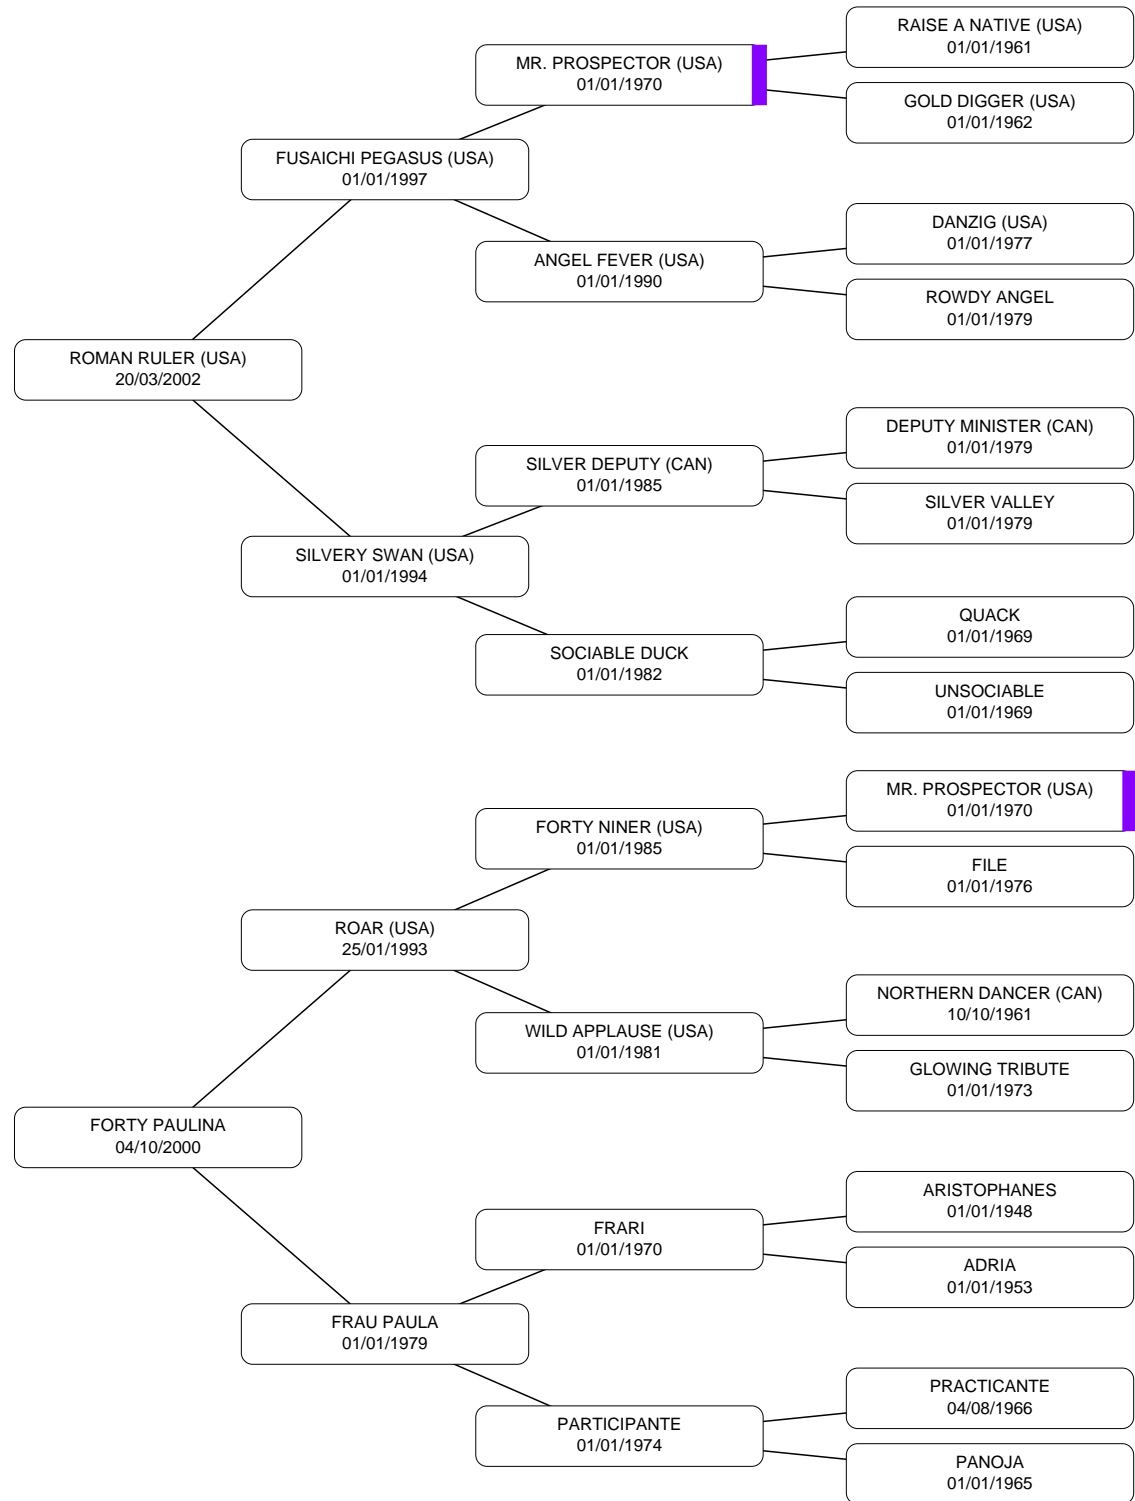 RAISE A NATIVE (USA)
01/01/1961
MR. PROSPECTOR (USA)
01/01/1970
GOLD DIGGER (USA)
01/01/1962
FUSAICHI PEGASUS (USA)
01/01/1997
DANZIG (USA)
01/01/1977
ANGEL FEVER (USA)
01/01/1990
ROWDY ANGEL
01/01/1979
ROMAN RULER (USA)
20/03/2002
DEPUTY MINISTER (CAN)
01/01/1979
SILVER DEPUTY (CAN)
01/01/1985
SILVER VALLEY
01/01/1979
SILVERY SWAN (USA)
01/01/1994
QUACK
01/01/1969
SOCIABLE DUCK
01/01/1982
UNSOCIABLE
01/01/1969
MR. PROSPECTOR (USA)
01/01/1970
FORTY NINER (USA)
01/01/1985
FILE
01/01/1976
ROAR (USA)
25/01/1993
NORTHERN DANCER (CAN)
10/10/1961
WILD APPLAUSE (USA)
01/01/1981
GLOWING TRIBUTE
01/01/1973
FORTY PAULINA
04/10/2000
ARISTOPHANES
01/01/1948
FRARI
01/01/1970
ADRIA
01/01/1953
FRAU PAULA
01/01/1979
PRACTICANTE
04/08/1966
PARTICIPANTE
01/01/1974
PANOJA
01/01/1965